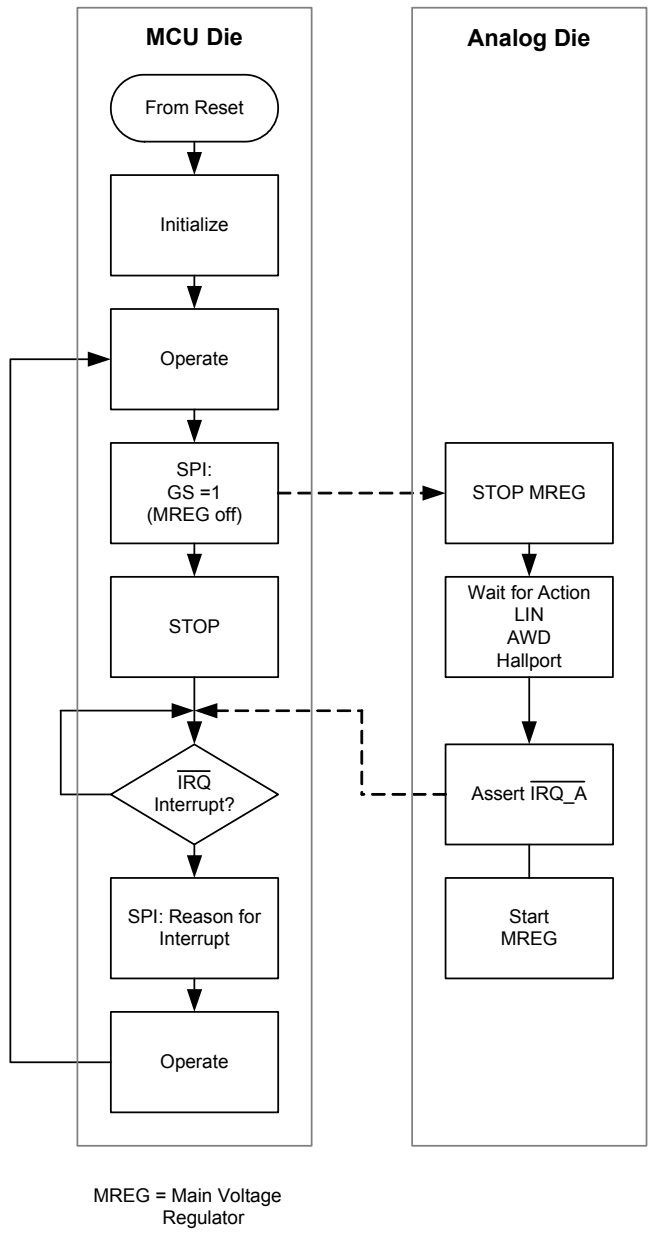 MCU Die
Analog Die
From Reset
Initialize
Operate
SPI:
GS =1
(MREG off)
STOP MREG
STOP
Wait for Action
LIN
AWD
Hallport
IRQ
Interrupt?
Assert IRQ_A
SPI: Reason for
Interrupt
Start
MREG
Operate
MREG = Main Voltage
Regulator